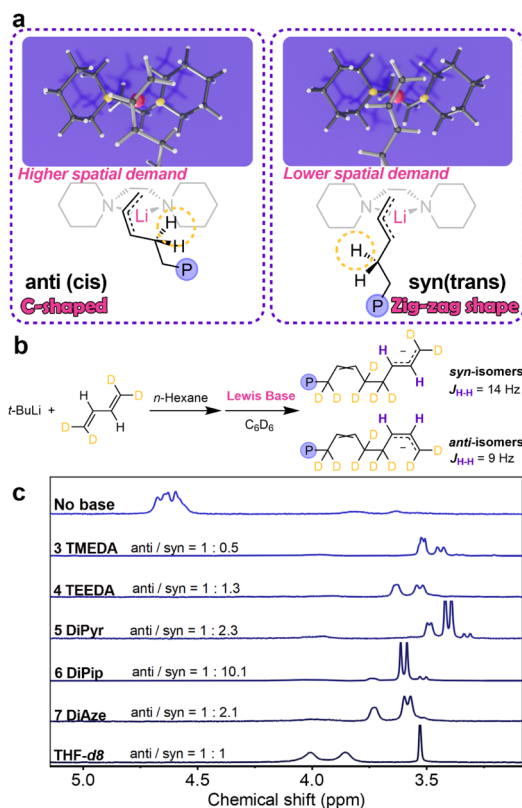 a
Higher spatial demand
N Li N
H
H
P
anti (cis)
C-shaped
Lower spatial demand
N Li N
H
H
P
syn(trans)
Zig-zag shape
b
t-BuLi + D D H H D D
n-Hexane
Lewis Base
C6D6
P D D D D D D H H D D −
syn-isomers
JH-H = 14 Hz
P D D D D D D H H D D −
anti-isomers
JH-H = 9 Hz
c
No base
3 TMEDA anti / syn = 1 : 0.5
4 TEEDA anti / syn = 1 : 1.3
5 DiPyr anti / syn = 1 : 2.3
6 DiPip anti / syn = 1 : 10.1
7 DiAze anti / syn = 1 : 2.1
THF-d8 anti / syn = 1 : 1
5.0 4.5 4.0 3.5
Chemical shift (ppm)